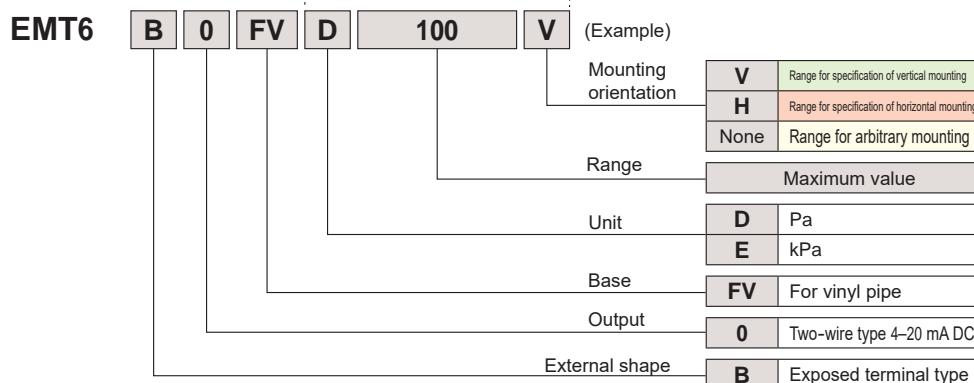 EMT6 B 0 FV D 100 V (Example)
Mounting
orientation
V Range for specification of vertical mounting
H Range for specification of horizontal mounting
None Range for arbitrary mounting
Range Maximum value
Unit D Pa
E kPa
Base FV For vinyl pipe
Output 0 Two-wire type 4–20 mA DC
External shape B Exposed terminal type